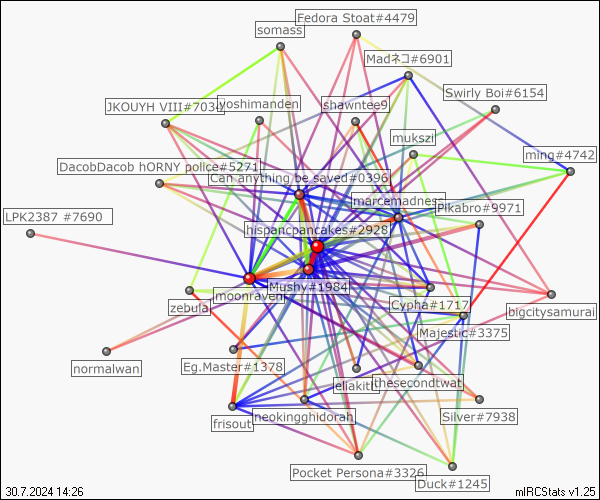 Fedora Stoat#4479
somass
Madネコ#6901
Swirly Boi#6154
JKOUYH VIII#7034
yoshimanden
shawntee9
mukszi
ming#4742
DacobDacob hORNY police#5271
Can anything be saved#0396
marcemadness
Pikabro#9971
LPK2387 #7690
hispancpancakes#2928
Mushy#1984
moonraven
zebulai
Cypha#1717
bigcitysamurai
Majestic#3375
normalwan
Eg.Master#1378
eliakith
thesecondtwat
frisout
neokingghidorah
Silver#7938
Pocket Persona#3326
Duck#1245
30.7.2024 14:26
mIRCStats v1.25